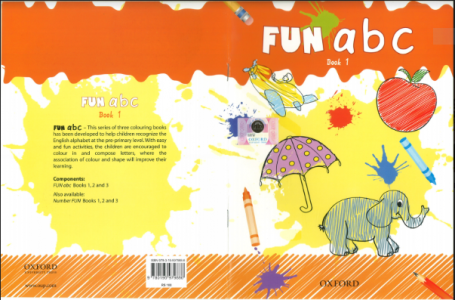 FUN abc
Book 1
FUN abc - This series of three colouring books
has been developed to help children recognize the
English alphabet at the pre-primary level. With easy
and fun activities, the children are encouraged to
colour in and compose letters, where the
association of colour and shape will improve their
learning.
Components:
FUN abc Books 1, 2 and 3
Also available:
Number FUN Books 1, 2 and 3
OXFORD
FUN abc
Book 1
OXFORD
OXFORD